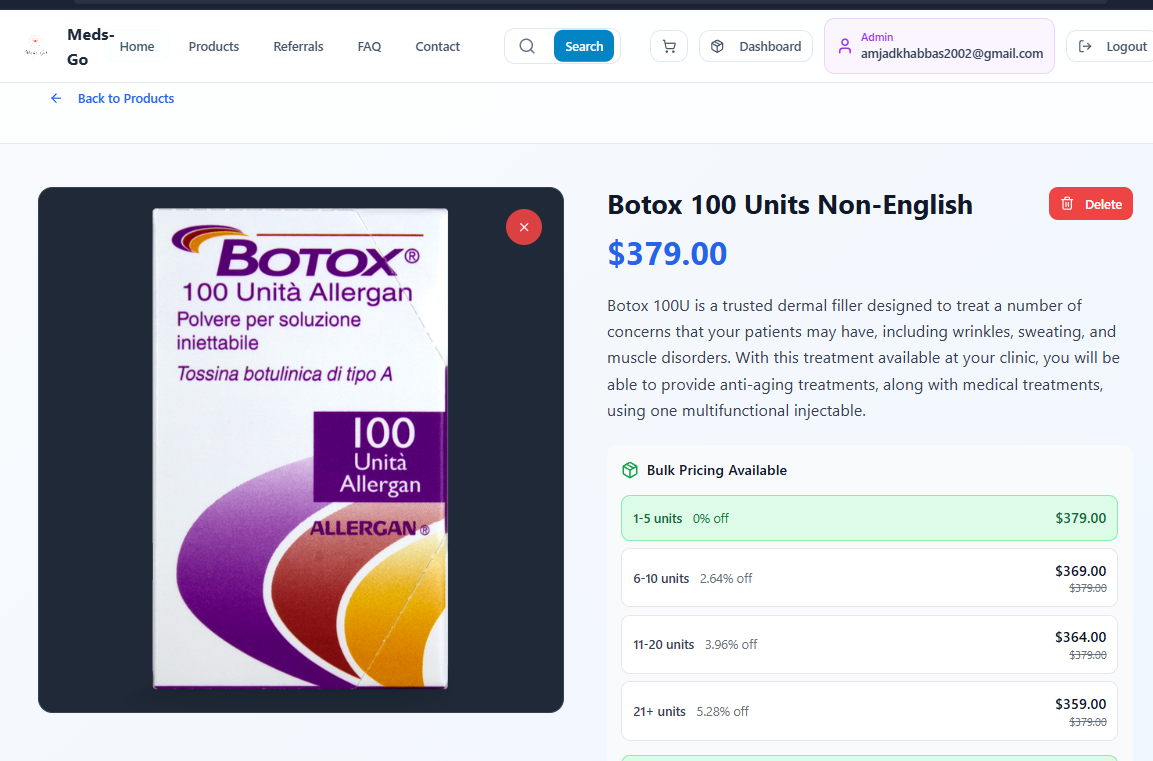 Meds-Go
Home
Products
Referrals
FAQ
Contact
Search
Dashboard
Admin
amjadkhabbas2002@gmail.com
Logout
Back to Products
BOTOX®
100 Unità Allergan
Polvere per soluzione
iniettabile
Tossina botulinica di tipo A
100
Unità
Allergan
ALLERGAN®
Botox 100 Units Non-English
Delete
$379.00
Botox 100U is a trusted dermal filler designed to treat a number of
concerns that your patients may have, including wrinkles, sweating, and
muscle disorders. With this treatment available at your clinic, you will be
able to provide anti-aging treatments, along with medical treatments,
using one multifunctional injectable.
Bulk Pricing Available
1-5 units 0% off $379.00
6-10 units 2.64% off $369.00
$379.00
11-20 units 3.96% off $364.00
$379.00
21+ units 5.28% off $359.00
$379.00